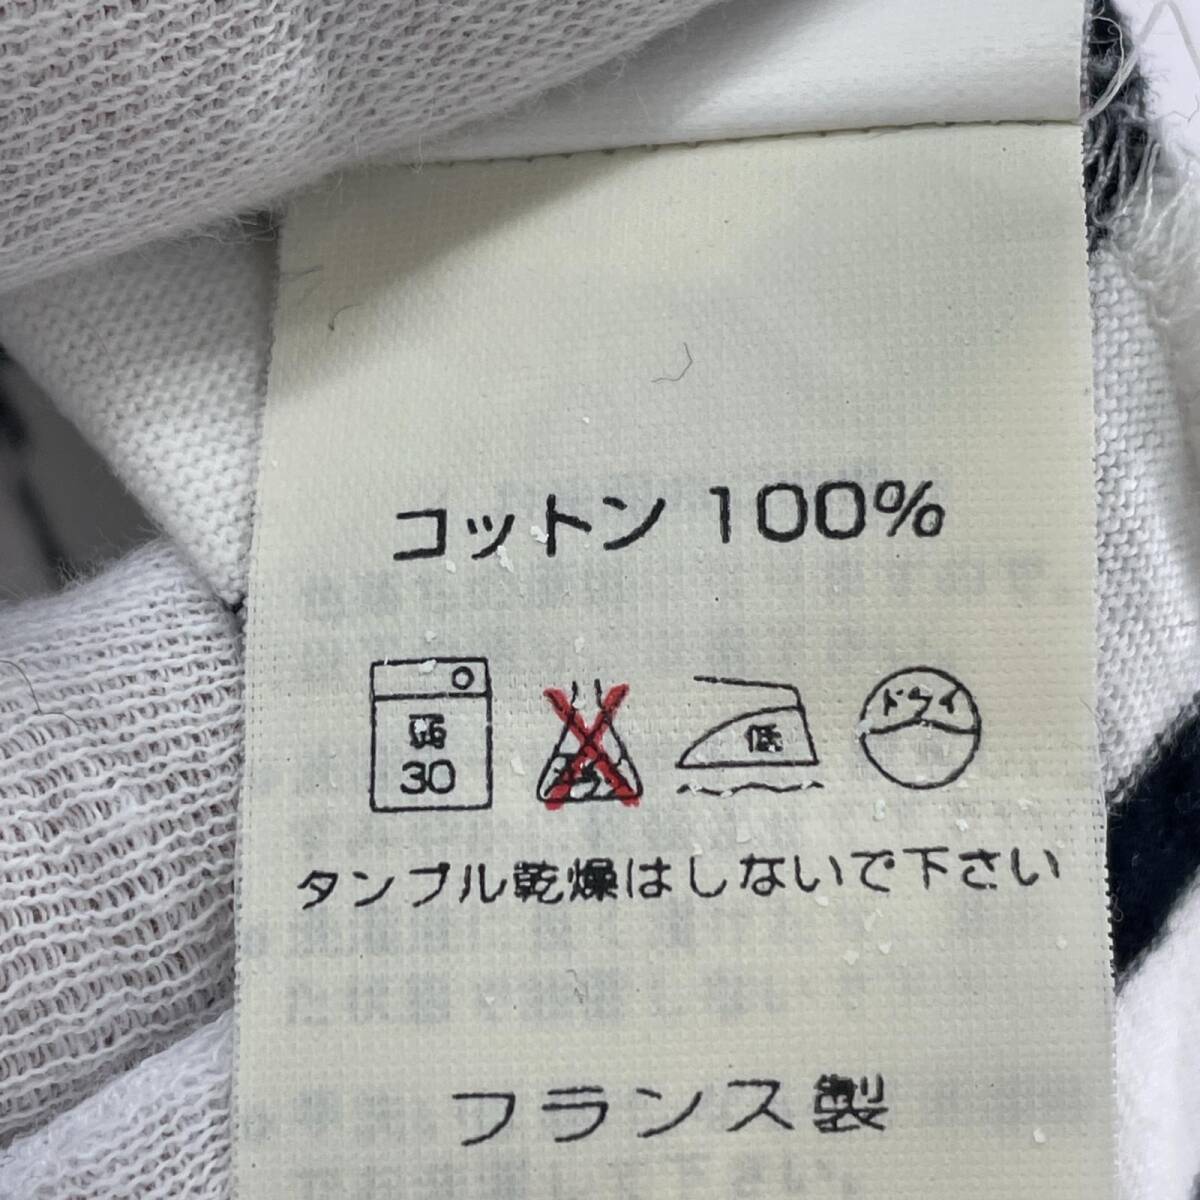 コットン 100%
30
低
ドライ
タンブル乾燥はしないで下さい
フランス製